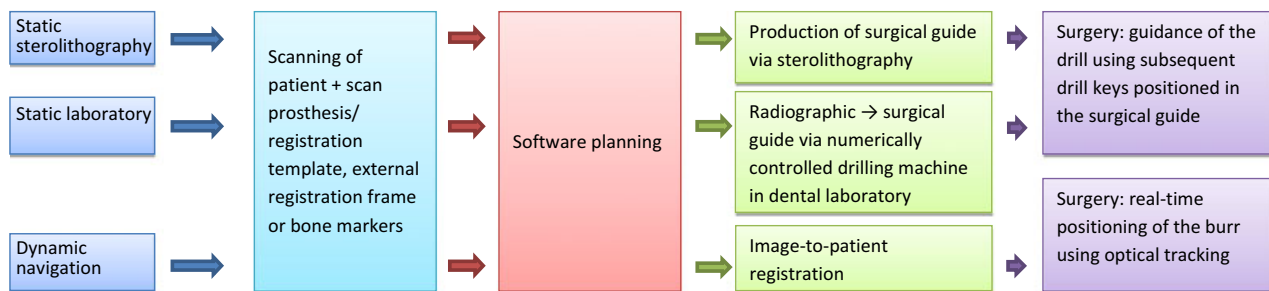 Static
sterolithography
Static laboratory
Dynamic
navigation
Scanning of
patient + scan
prosthesis/
registration
template, external
registration frame
or bone markers
Software planning
Production of surgical guide
via sterolithography
Radiographic → surgical
guide via numerically
controlled drilling machine
in dental laboratory
Image-to-patient
registration
Surgery: guidance of the
drill using subsequent
drill keys positioned in
the surgical guide
Surgery: real-time
positioning of the burr
using optical tracking